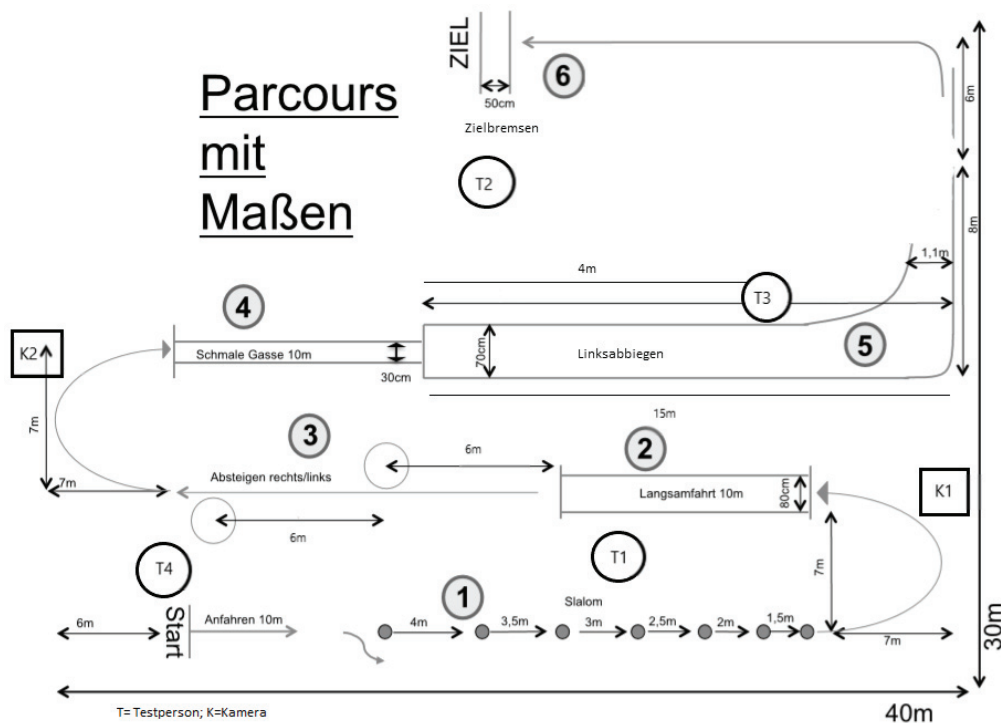 ZIEL
6
50cm
Zielbremsen
Parcours
mit
Maßen
T2
6m
8m
1,1m
4m
T3
4
K2
Schmale Gasse 10m
30cm
70cm
Linksabbiegen
5
15m
7m
3
2
6m
7m
Absteigen rechts/links
Langsamfahrt 10m
80cm
K1
6m
T4
T1
7m
1
Slalom
6m
Start
Anfahren 10m
4m
3,5m
3m
2,5m
2m
1,5m
7m
30m
40m
T= Testperson; K=Kamera